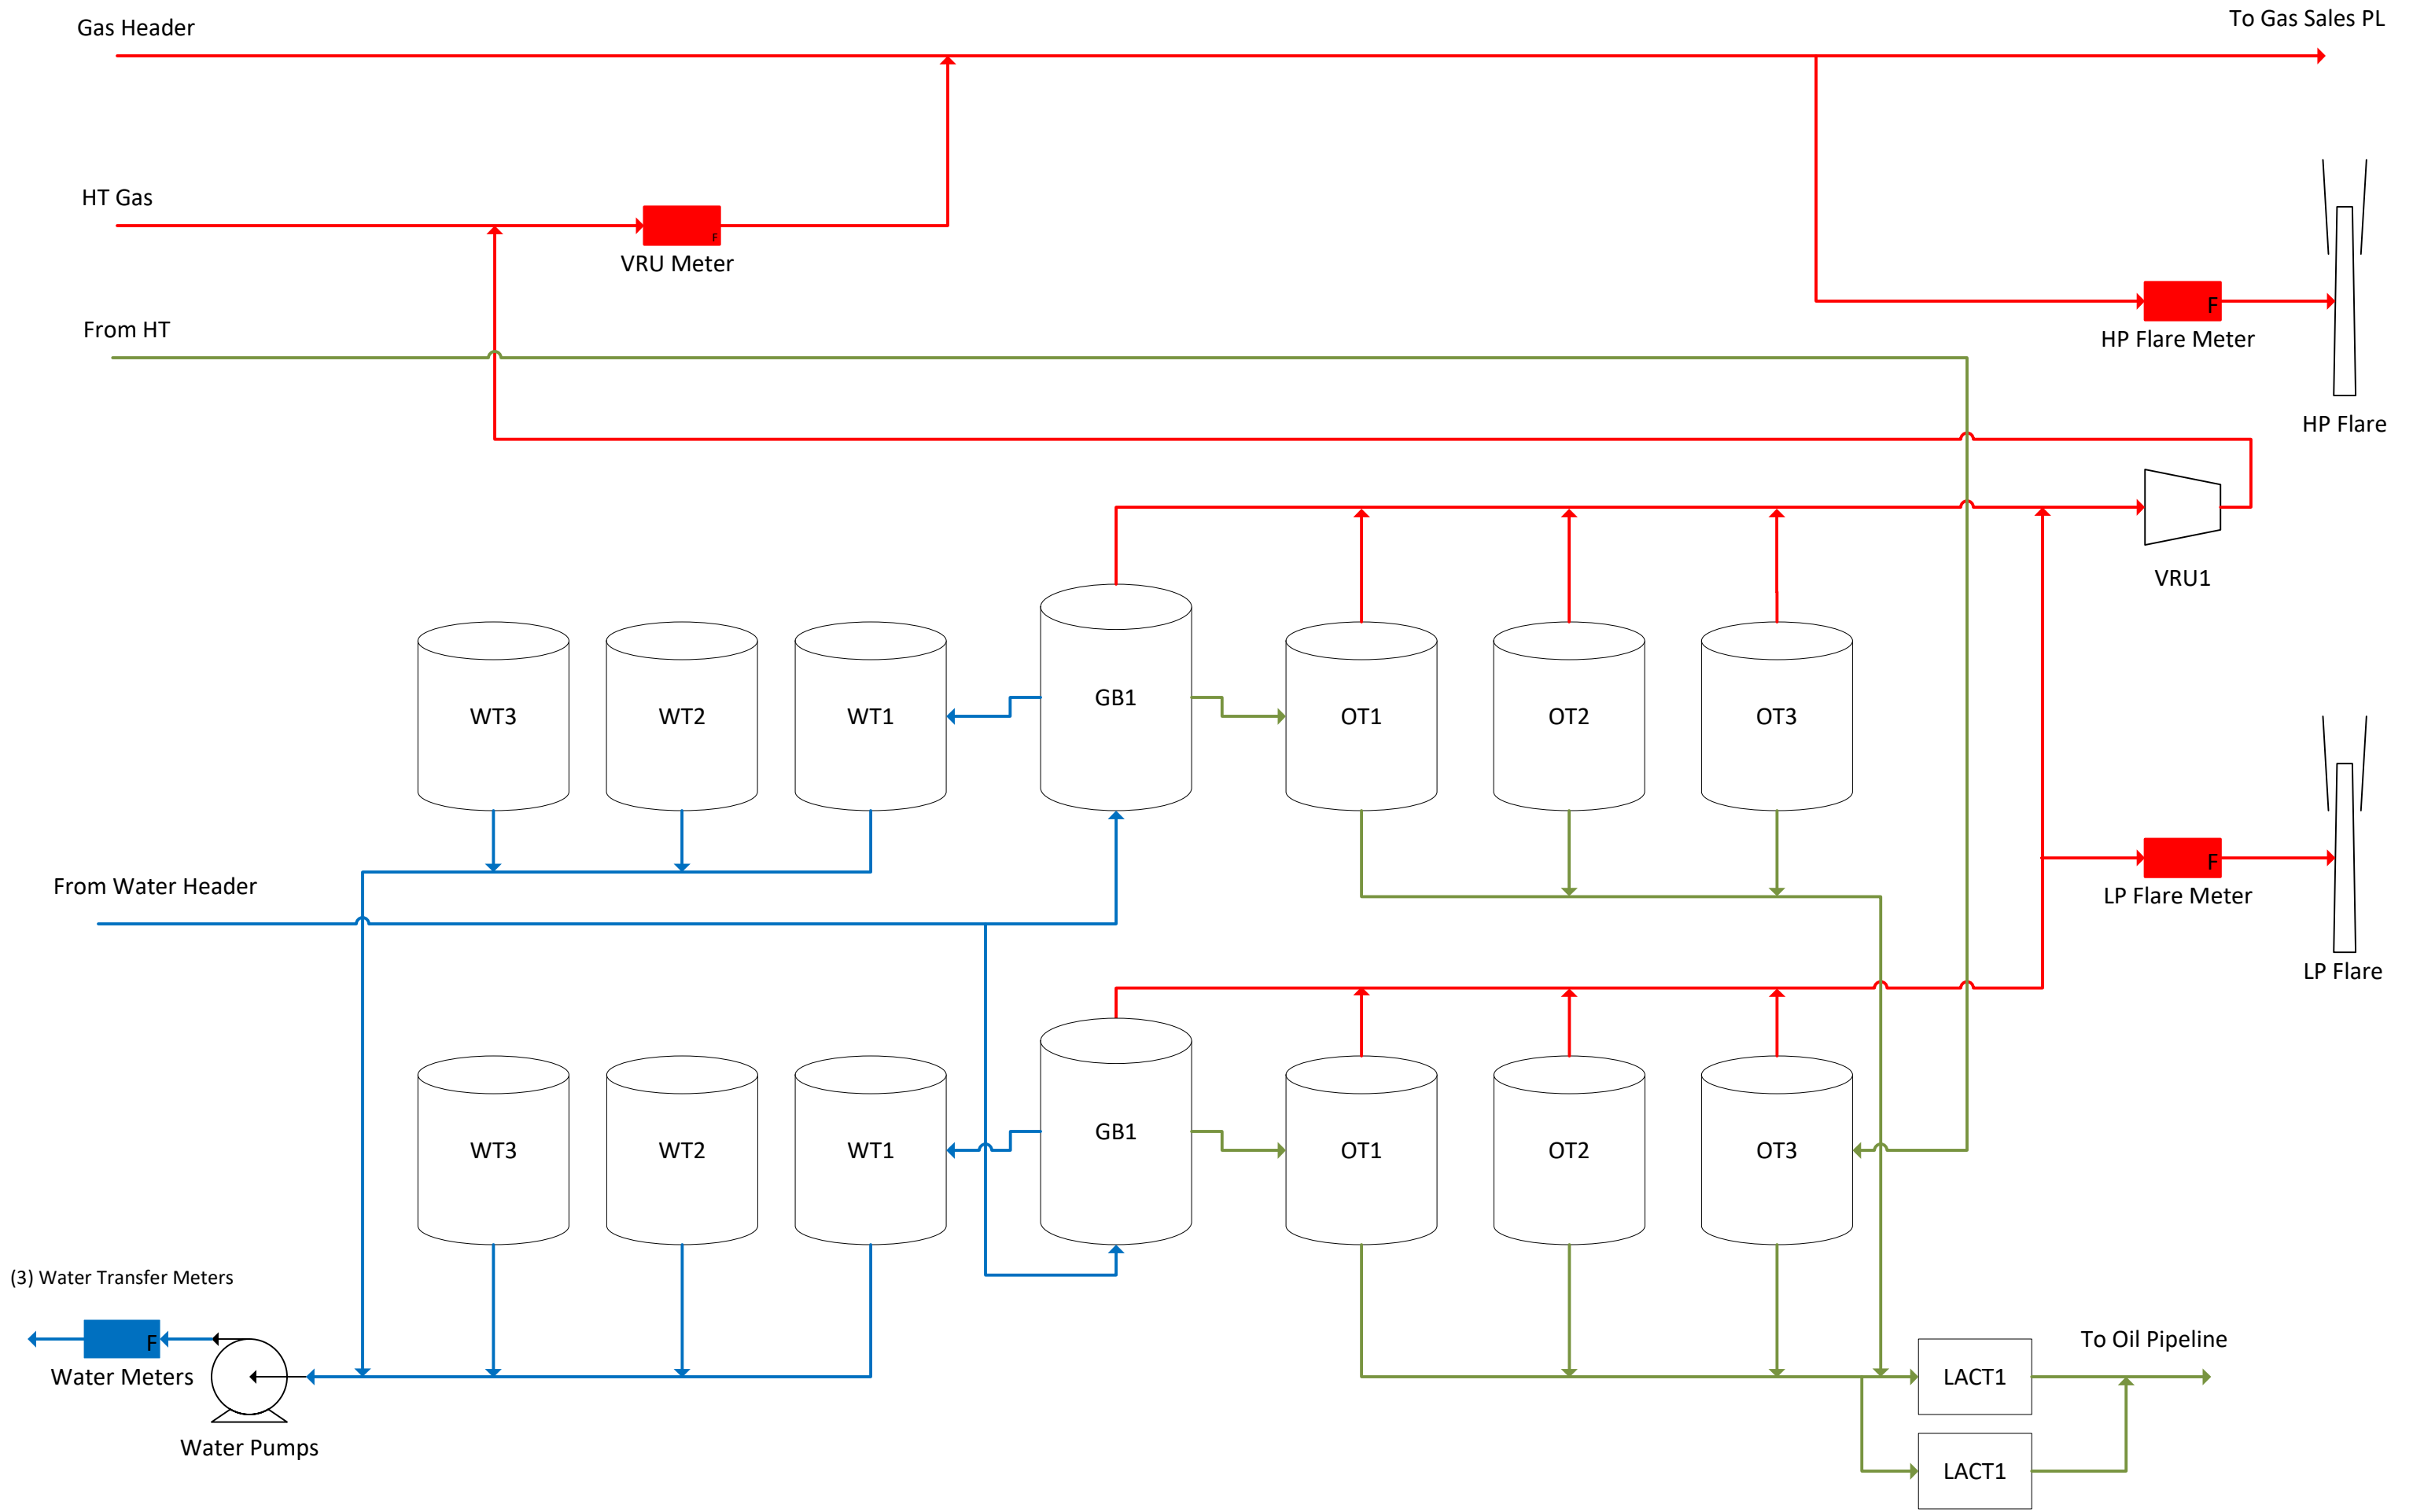 Gas Header
To Gas Sales PL
HT Gas
F
VRU Meter
From HT
F
HP Flare Meter
HP Flare
VRU1
WT3
WT2
WT1
GB1
OT1
OT2
OT3
From Water Header
F
LP Flare Meter
LP Flare
WT3
WT2
WT1
GB1
OT1
OT2
OT3
(3) Water Transfer Meters
F
Water Meters
Water Pumps
To Oil Pipeline
LACT1
LACT1